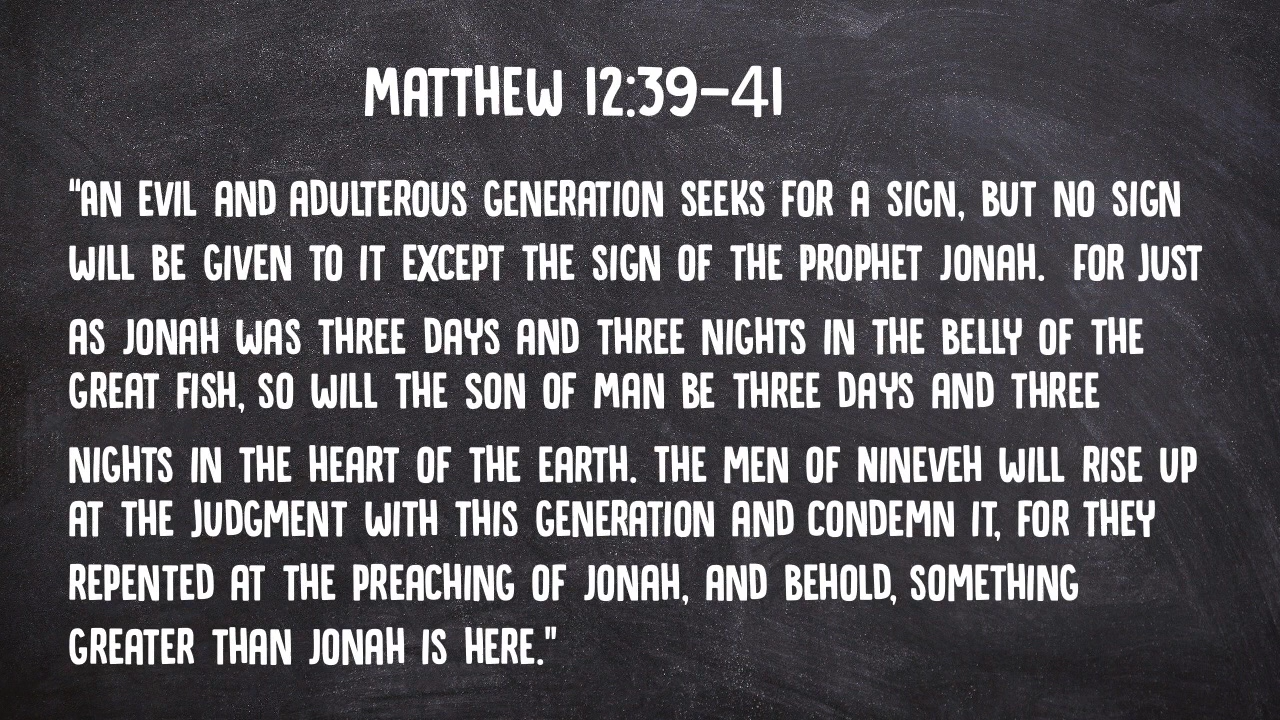 MATTHEW 12:39–41
"AN EVIL AND ADULTEROUS GENERATION SEEKS FOR A SIGN, BUT NO SIGN
WILL BE GIVEN TO IT EXCEPT THE SIGN OF THE PROPHET JONAH. FOR JUST
AS JONAH WAS THREE DAYS AND THREE NIGHTS IN THE BELLY OF THE
GREAT FISH, SO WILL THE SON OF MAN BE THREE DAYS AND THREE
NIGHTS IN THE HEART OF THE EARTH. THE MEN OF NINEVEH WILL RISE UP
AT THE JUDGMENT WITH THIS GENERATION AND CONDEMN IT, FOR THEY
REPENTED AT THE PREACHING OF JONAH, AND BEHOLD, SOMETHING
GREATER THAN JONAH IS HERE."